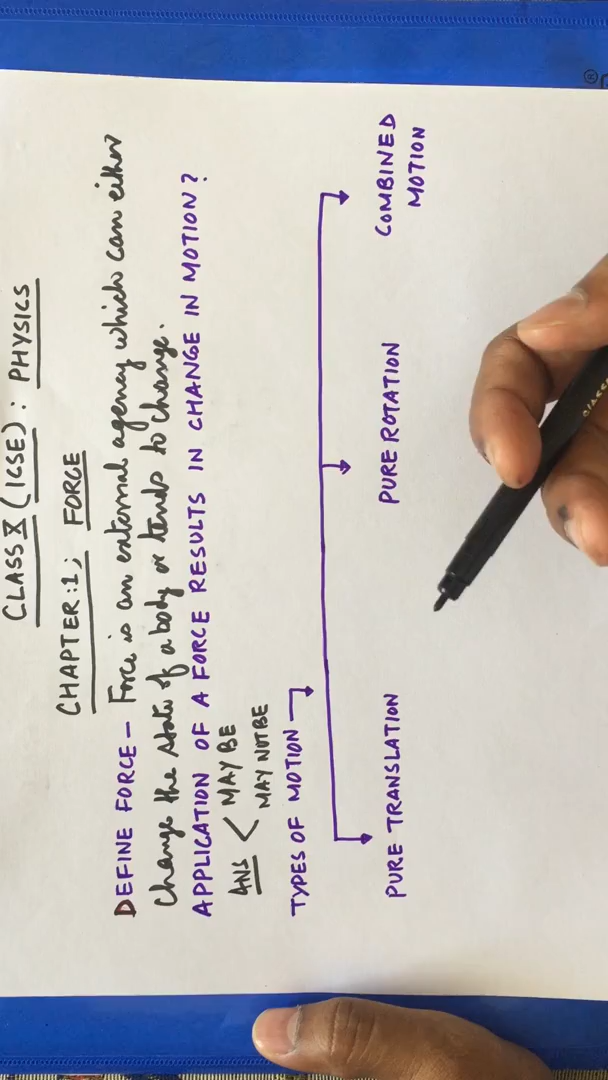 CLASS X (ICSE) : PHYSICS
CHAPTER:1; FORCE
DEFINE FORCE – Force is an external agency which can either
change the state of a body or tends to change.
APPLICATION OF A FORCE RESULTS IN CHANGE IN MOTION?
ANS < MAY BE
MAY NOT BE
TYPES OF MOTION
PURE TRANSLATION PURE ROTATION COMBINED
MOTION